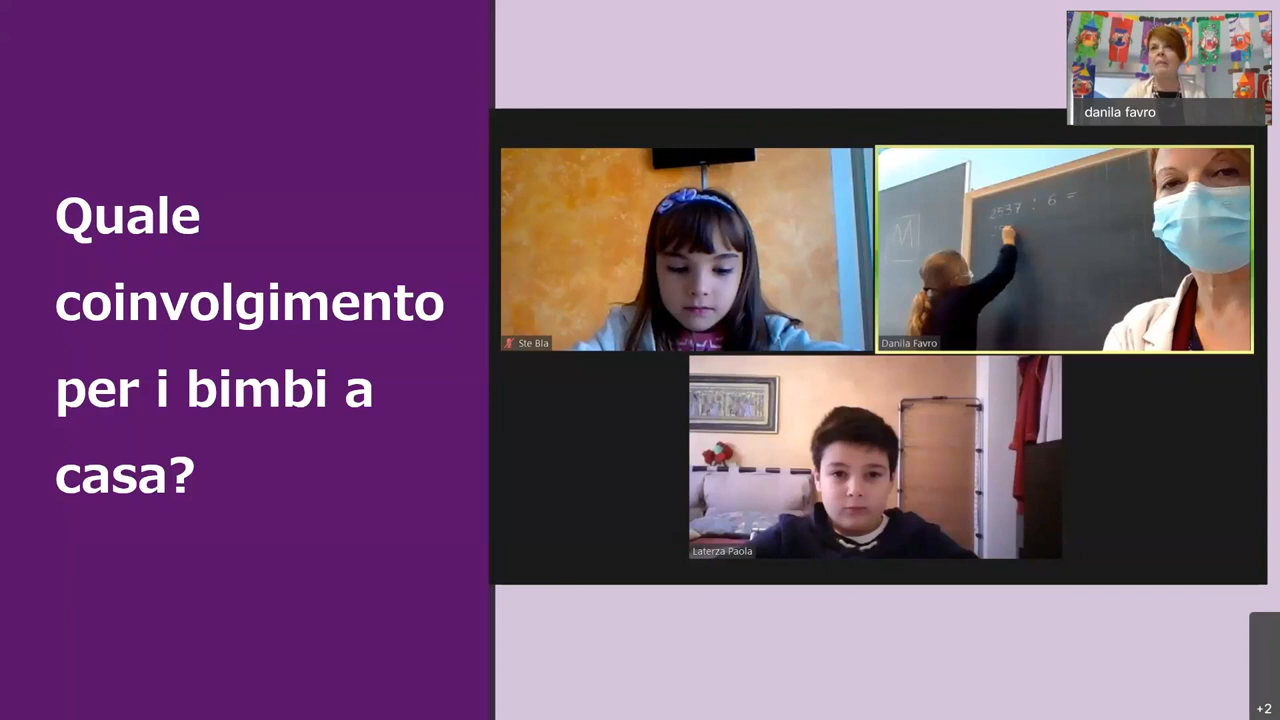 Quale
coinvolgimento
per i bimbi a
casa?
danila favro
Ste Bla
2537 : 6 =
M
Danila Favro
Laterza Paola
+2